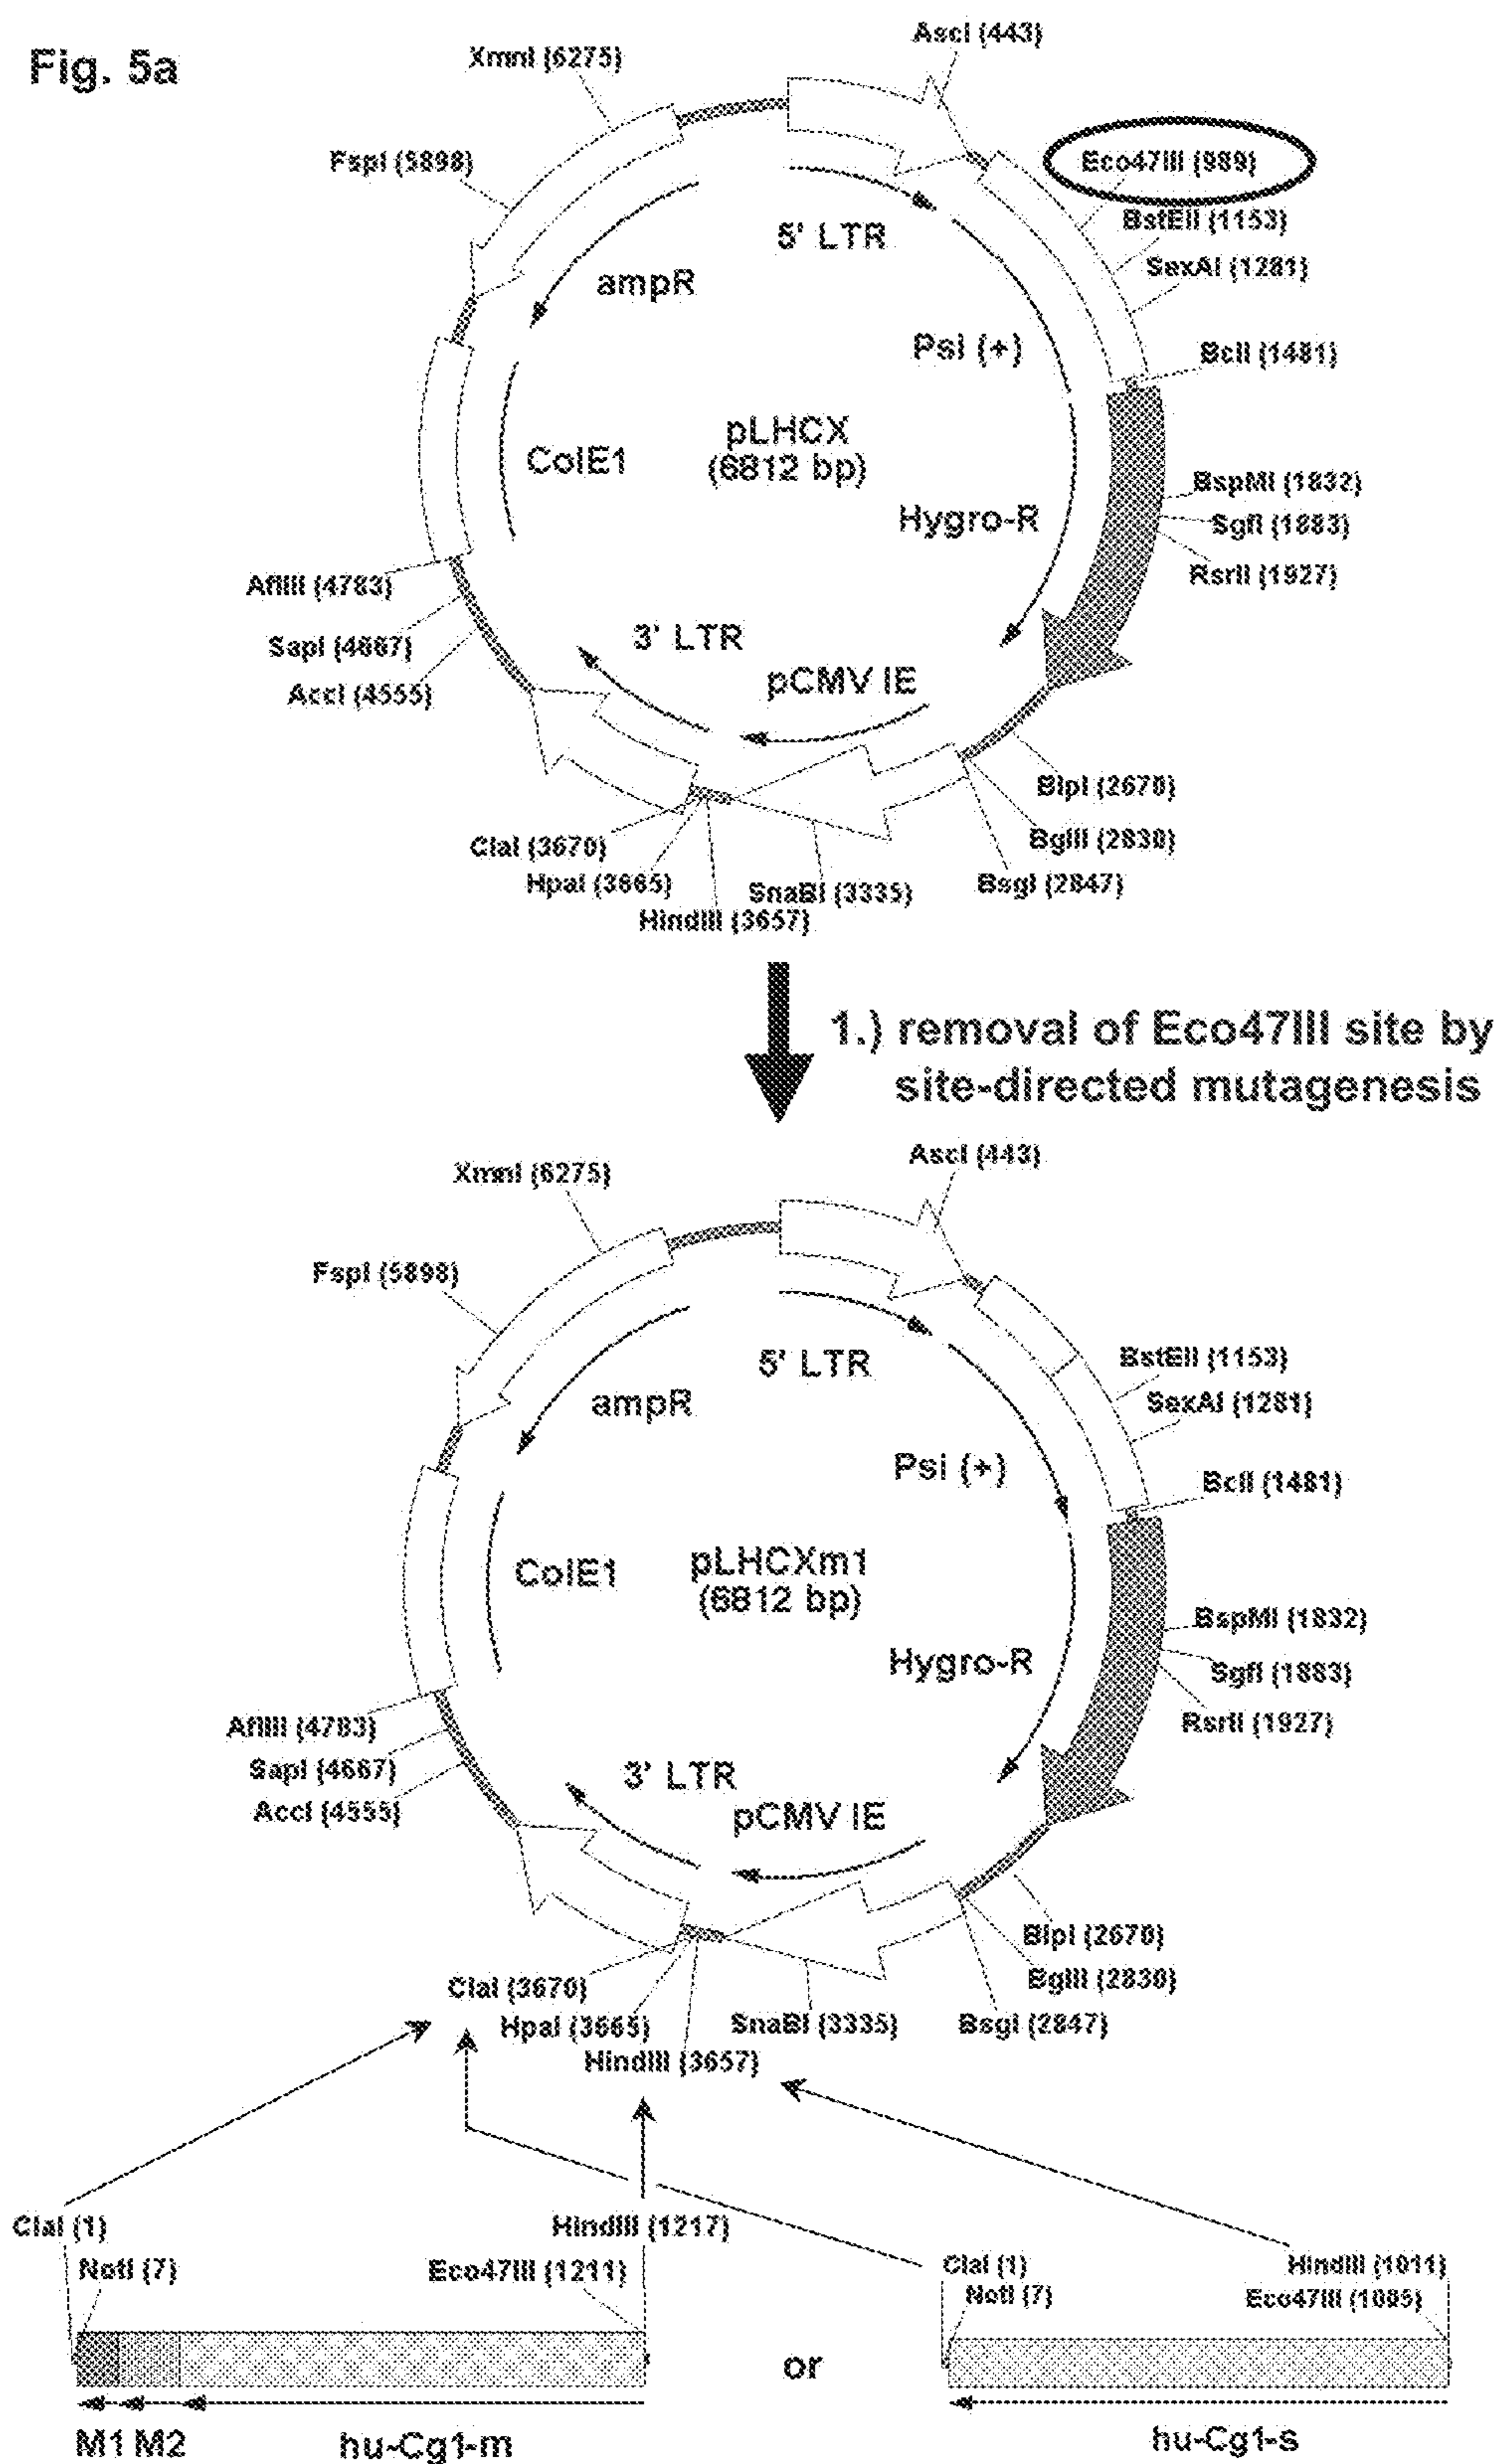 Fig. 5a
AscI (443)
XmnI (6275)
FspI (5898)
Eco47III (989)
BstEII (1153)
SexAI (1281)
5' LTR
ampR
Psi (+)
BclI (1481)
pLHCX
(6812 bp)
ColE1
BspMI (1832)
Hygro-R
SgfI (1883)
RsrII (1927)
AflIII (4783)
SapI (4667)
AccI (4555)
3' LTR
pCMV IE
BlpI (2670)
BglII (2830)
BsgI (2847)
ClaI (3670)
HpaI (3665)
SnaBI (3335)
HindIII (3657)
1.) removal of Eco47III site by
site-directed mutagenesis
AscI (443)
XmnI (6275)
FspI (5898)
5' LTR
BstEII (1153)
SexAI (1281)
ampR
Psi (+)
BclI (1481)
pLHCXm1
(6812 bp)
ColE1
BspMI (1832)
Hygro-R
SgfI (1883)
RsrII (1927)
AflIII (4783)
SapI (4667)
AccI (4555)
3' LTR
pCMV IE
BlpI (2670)
BglII (2830)
BsgI (2847)
ClaI (3670)
HpaI (3665)
SnaBI (3335)
HindIII (3657)
ClaI (1)
HindIII (1217)
NotI (7)
Eco47III (1211)
ClaI (1)
HindIII (1011)
NotI (7)
Eco47III (1005)
or
M1 M2
hu-Cg1-m
hu-Cg1-s